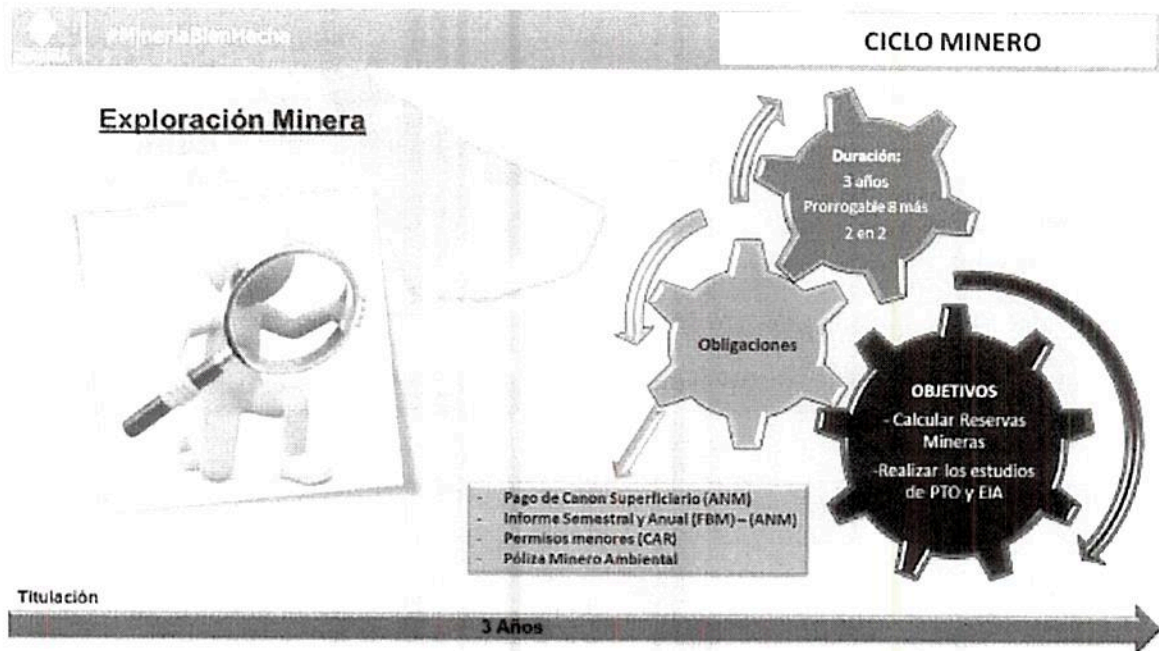 #MineríaBienHecha
CICLO MINERO
Exploración Minera
Duración:
3 años
Prorrogable 8 más
2 en 2
Obligaciones
OBJETIVOS
- Calcular Reservas
Mineras
-Realizar los estudios
de PTO y EIA
- Pago de Canon Superficiario (ANM)
- Informe Semestral y Anual (FBM) – (ANM)
- Permisos menores (CAR)
- Póliza Minero Ambiental
Titulación
3 Años